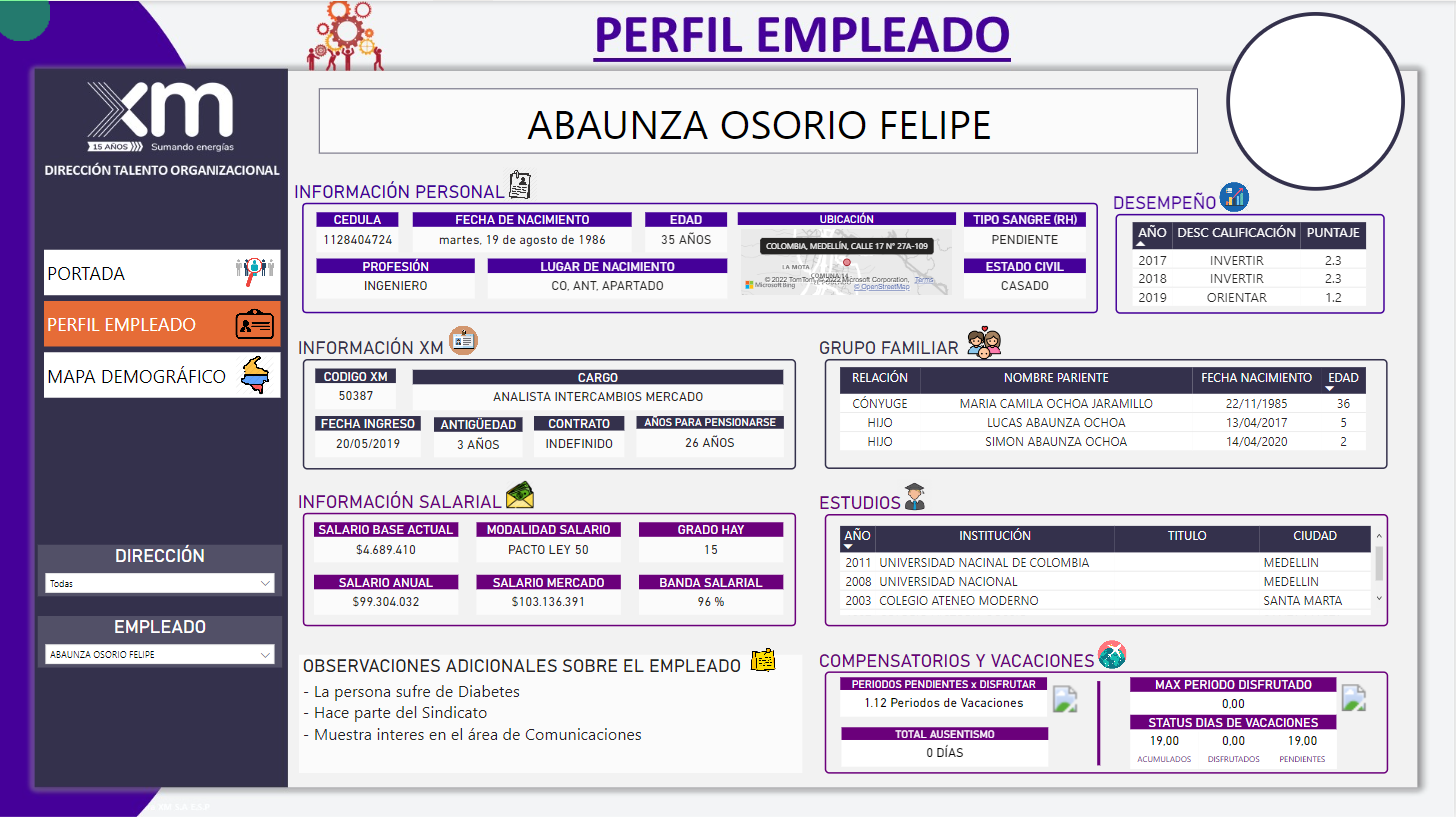 PERFIL EMPLEADO
xm
15 AÑOS Sumando energías
DIRECCIÓN TALENTO ORGANIZACIONAL
PORTADA
PERFIL EMPLEADO
MAPA DEMOGRÁFICO
DIRECCIÓN
Todas
EMPLEADO
ABAUNZA OSORIO FELIPE
ABAUNZA OSORIO FELIPE
INFORMACIÓN PERSONAL
CEDULA FECHA DE NACIMIENTO EDAD UBICACIÓN TIPO SANGRE (RH)
1128404724 martes, 19 de agosto de 1986 35 AÑOS PENDIENTE
COLOMBIA, MEDELLÍN, CALLE 17 N° 27A-109
PROFESIÓN LUGAR DE NACIMIENTO ESTADO CIVIL
INGENIERO CO, ANT, APARTADO CASADO
LA MOTA
COMUNA 14
© 2022 TomTom, © 2022 Microsoft Corporation, Terms
Microsoft Bing © OpenStreetMap
DESEMPEÑO
AÑO DESC CALIFICACIÓN PUNTAJE
2017 INVERTIR 2.3
2018 INVERTIR 2.3
2019 ORIENTAR 1.2
INFORMACIÓN XM
CODIGO XM CARGO
50387 ANALISTA INTERCAMBIOS MERCADO
FECHA INGRESO ANTIGÜEDAD CONTRATO AÑOS PARA PENSIONARSE
20/05/2019 3 AÑOS INDEFINIDO 26 AÑOS
GRUPO FAMILIAR
RELACIÓN NOMBRE PARIENTE FECHA NACIMIENTO EDAD
CÓNYUGE MARIA CAMILA OCHOA JARAMILLO 22/11/1985 36
HIJO LUCAS ABAUNZA OCHOA 13/04/2017 5
HIJO SIMON ABAUNZA OCHOA 14/04/2020 2
INFORMACIÓN SALARIAL
SALARIO BASE ACTUAL MODALIDAD SALARIO GRADO HAY
$4.689.410 PACTO LEY 50 15
SALARIO ANUAL SALARIO MERCADO BANDA SALARIAL
$99.304.032 $103.136.391 96 %
ESTUDIOS
AÑO INSTITUCIÓN TITULO CIUDAD
2011 UNIVERSIDAD NACINAL DE COLOMBIA MEDELLIN
2008 UNIVERSIDAD NACIONAL MEDELLIN
2003 COLEGIO ATENEO MODERNO SANTA MARTA
OBSERVACIONES ADICIONALES SOBRE EL EMPLEADO
- La persona sufre de Diabetes
- Hace parte del Sindicato
- Muestra interes en el área de Comunicaciones
COMPENSATORIOS Y VACACIONES
PERIODOS PENDIENTES x DISFRUTAR
1.12 Periodos de Vacaciones
TOTAL AUSENTISMO
0 DÍAS
MAX PERIODO DISFRUTADO
0,00
STATUS DIAS DE VACACIONES
19,00 0,00 19,00
ACUMULADOS DISFRUTADOS PENDIENTES
XM S.A E.S.P